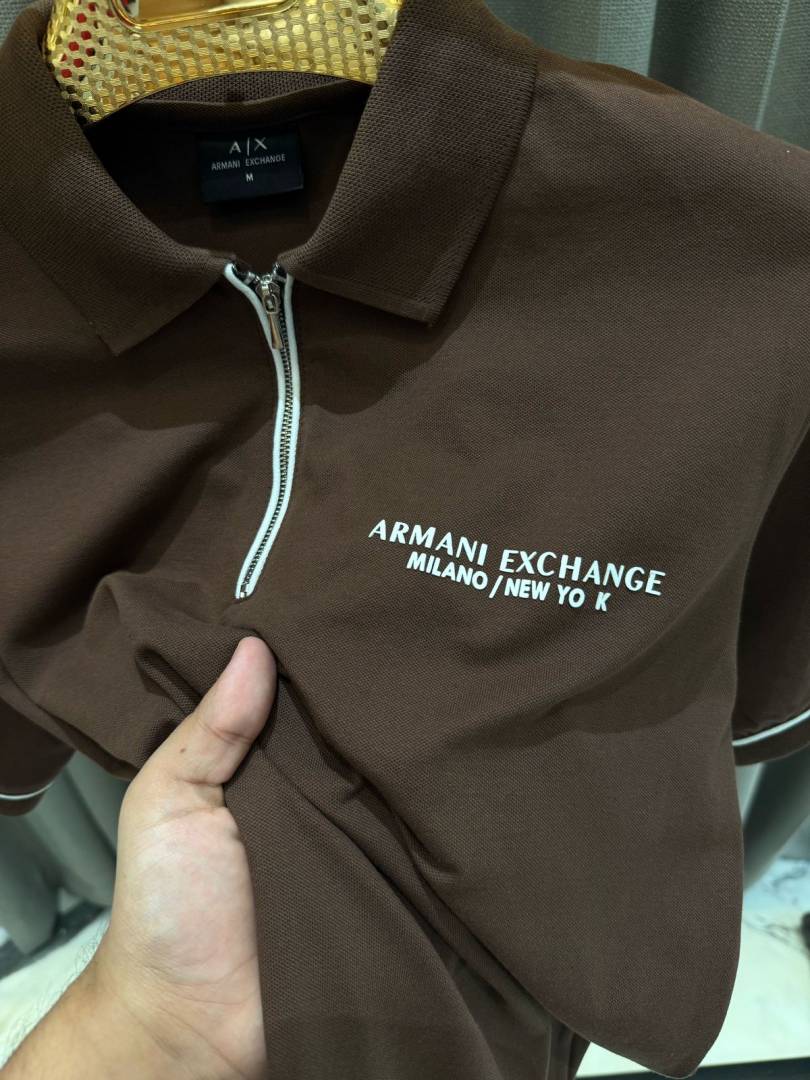 A|X
ARMANI EXCHANGE
M
ARMANI EXCHANGE
MILANO/NEW YO K